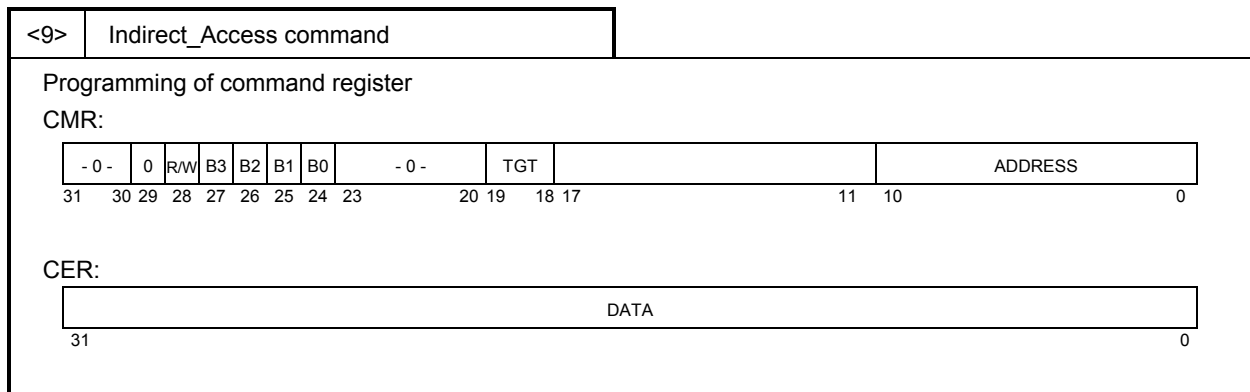 <9> Indirect_Access command
Programming of command register
CMR:
- 0 - 0 R/W B3 B2 B1 B0 - 0 - TGT ADDRESS
31 30 29 28 27 26 25 24 23 20 19 18 17 11 10 0
CER:
DATA
31 0